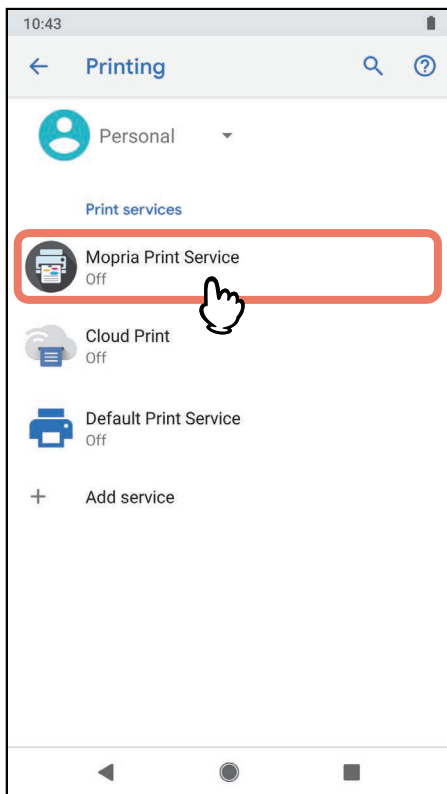 10:43
Printing
Personal
Print services
Mopria Print Service
Off
Cloud Print
Off
Default Print Service
Off
Add service